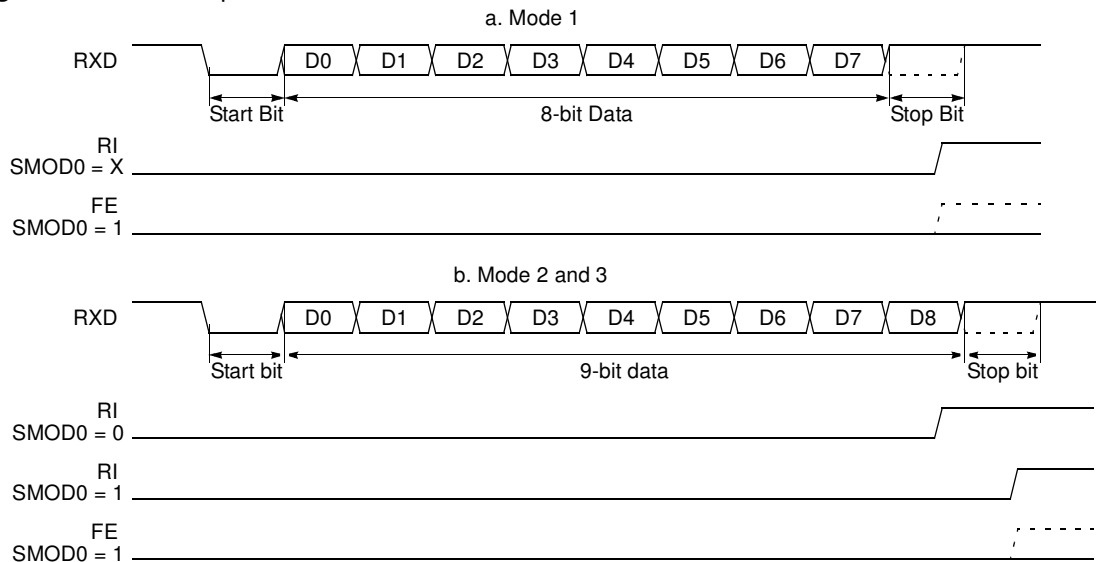 a. Mode 1
RXD D0 D1 D2 D3 D4 D5 D6 D7
Start Bit 8-bit Data Stop Bit
RI
SMOD0 = X
FE
SMOD0 = 1
b. Mode 2 and 3
RXD D0 D1 D2 D3 D4 D5 D6 D7 D8
Start bit 9-bit data Stop bit
RI
SMOD0 = 0
RI
SMOD0 = 1
FE
SMOD0 = 1